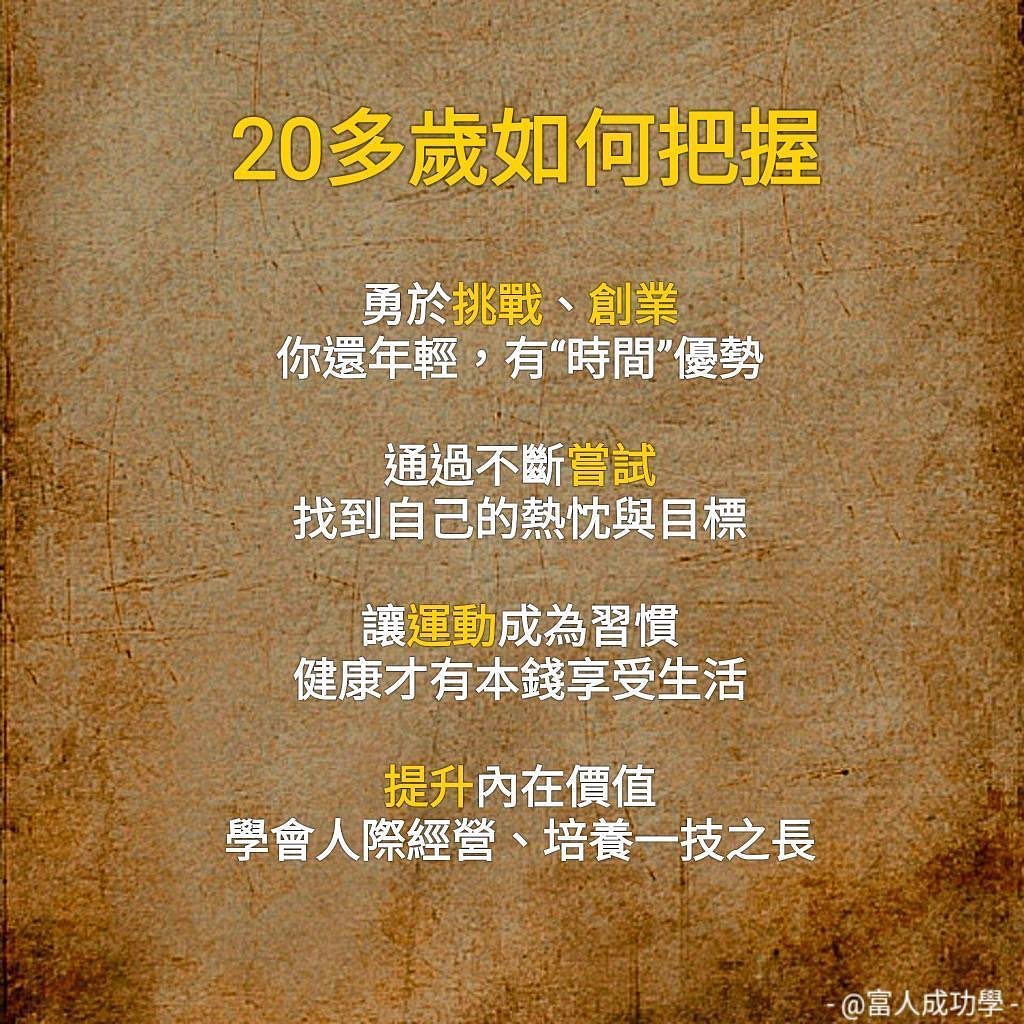 20多歲如何把握
勇於挑戰、創業
你還年輕，有“時間”優勢
通過不斷嘗試
找到自己的熱忱與目標
讓運動成為習慣
健康才有本錢享受生活
提升內在價值
學會人際經營、培養一技之長
- @富人成功學 -